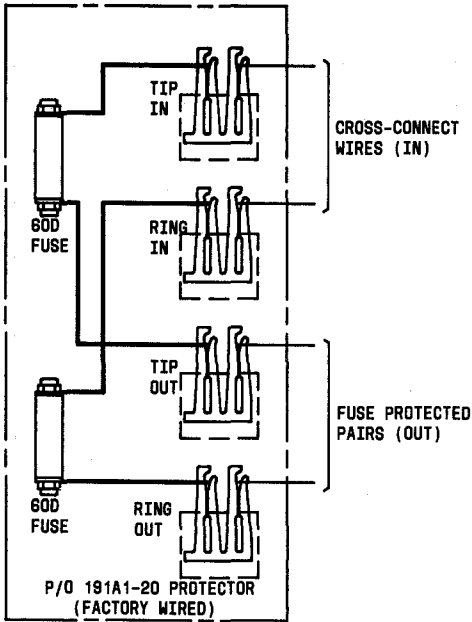 TIP
IN
CROSS-CONNECT
WIRES (IN)
60D
FUSE
RING
IN
TIP
OUT
FUSE PROTECTED
PAIRS (OUT)
60D
FUSE
RING
OUT
P/O 191A1-20 PROTECTOR
(FACTORY WIRED)